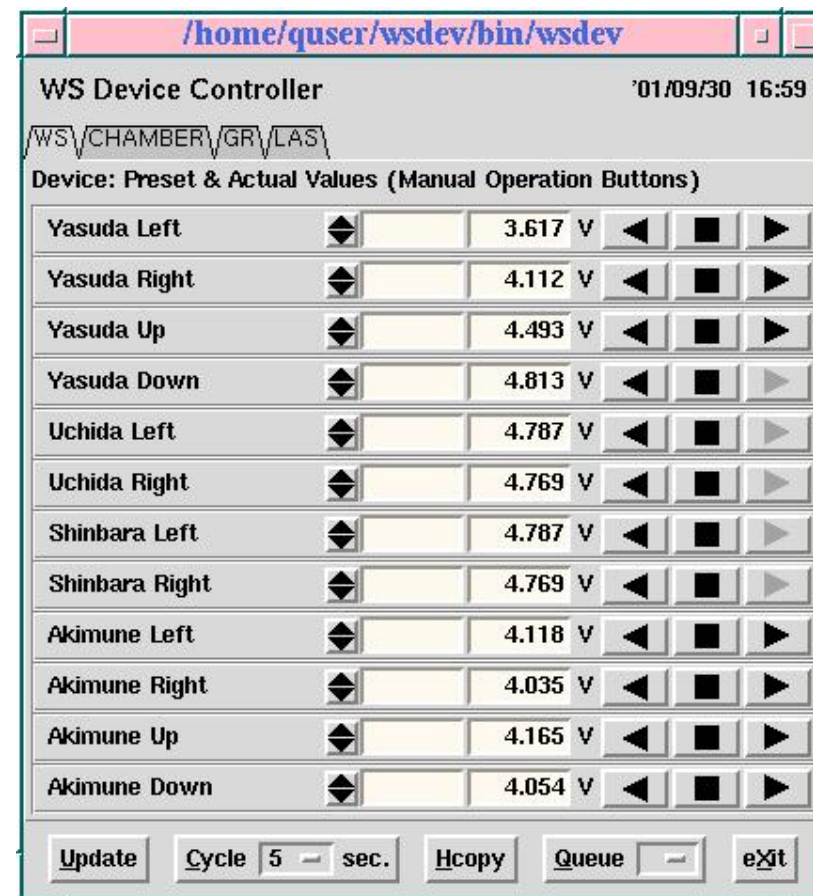 /home/quser/wsdev/bin/wsdev
WS Device Controller '01/09/30 16:59
WS CHAMBER GR LAS
Device: Preset & Actual Values (Manual Operation Buttons)
Yasuda Left 3.617 V
Yasuda Right 4.112 V
Yasuda Up 4.493 V
Yasuda Down 4.813 V
Uchida Left 4.787 V
Uchida Right 4.769 V
Shinbara Left 4.787 V
Shinbara Right 4.769 V
Akimune Left 4.118 V
Akimune Right 4.035 V
Akimune Up 4.165 V
Akimune Down 4.054 V
Update Cycle 5 sec. Hcopy Queue eXit